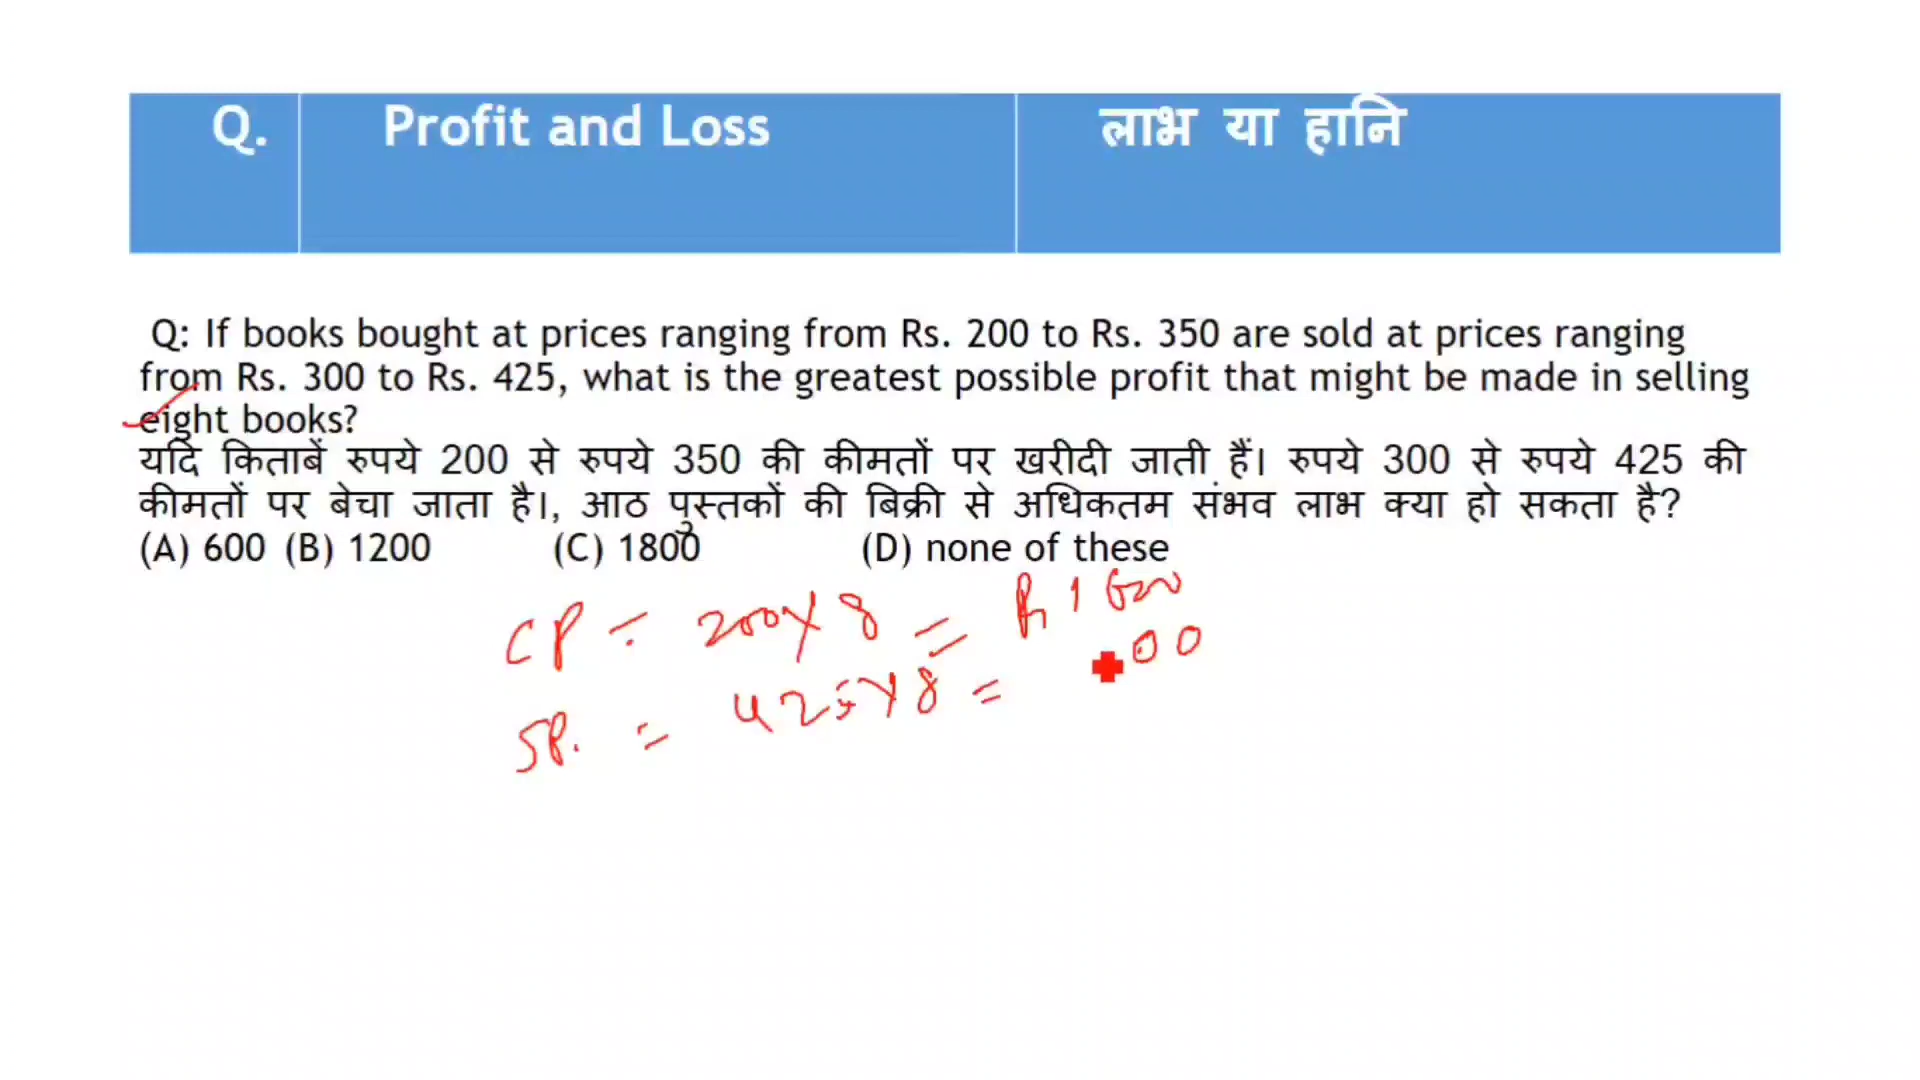 Q. Profit and Loss लाभ या हानि
Q: If books bought at prices ranging from Rs. 200 to Rs. 350 are sold at prices ranging
from Rs. 300 to Rs. 425, what is the greatest possible profit that might be made in selling
eight books?
यदि किताबें रुपये 200 से रुपये 350 की कीमतों पर खरीदी जाती हैं। रुपये 300 से रुपये 425 की
कीमतों पर बेचा जाता है।, आठ पुस्तकों की बिक्री से अधिकतम संभव लाभ क्या हो सकता है?
(A) 600 (B) 1200 (C) 1800 (D) none of these
CP = 200 X 8 = Rs 1600
SP. = 425 X 8 = 00